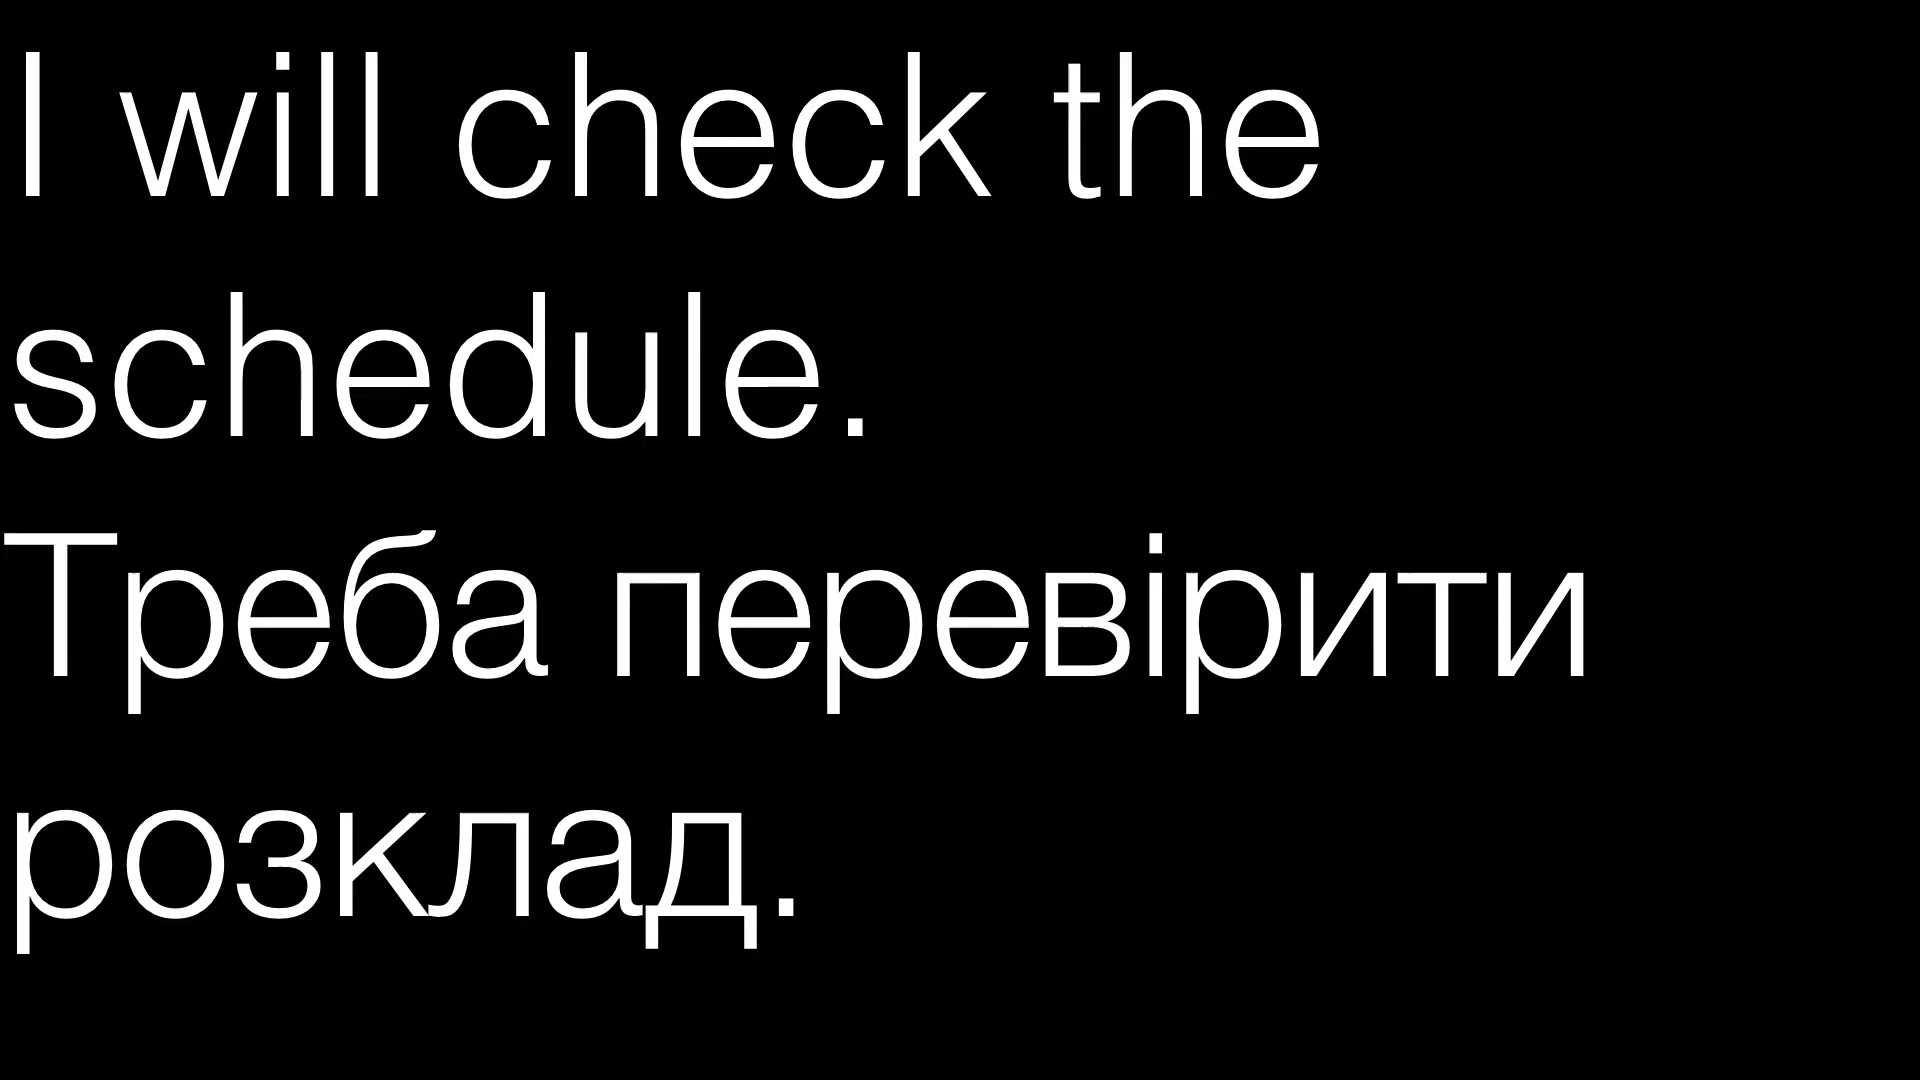 I will check the
schedule.
Треба перевірити
розклад.